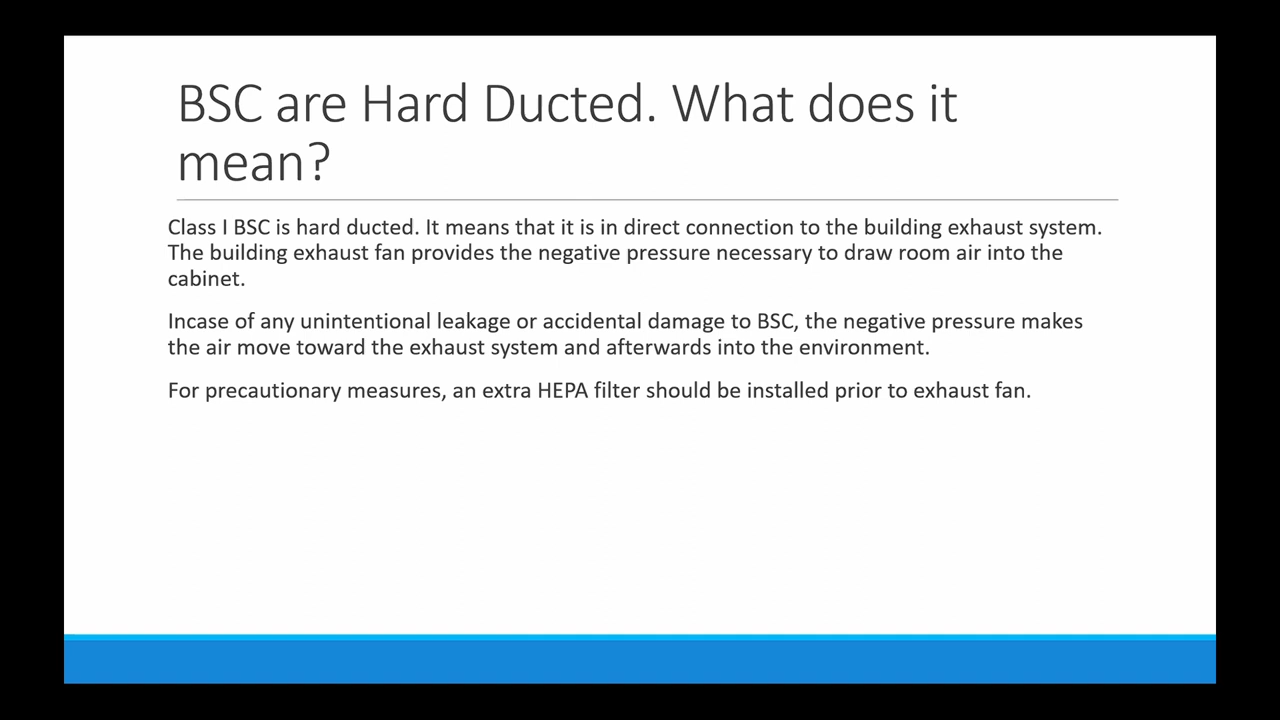 BSC are Hard Ducted. What does it
mean?
Class I BSC is hard ducted. It means that it is in direct connection to the building exhaust system.
The building exhaust fan provides the negative pressure necessary to draw room air into the
cabinet.
Incase of any unintentional leakage or accidental damage to BSC, the negative pressure makes
the air move toward the exhaust system and afterwards into the environment.
For precautionary measures, an extra HEPA filter should be installed prior to exhaust fan.